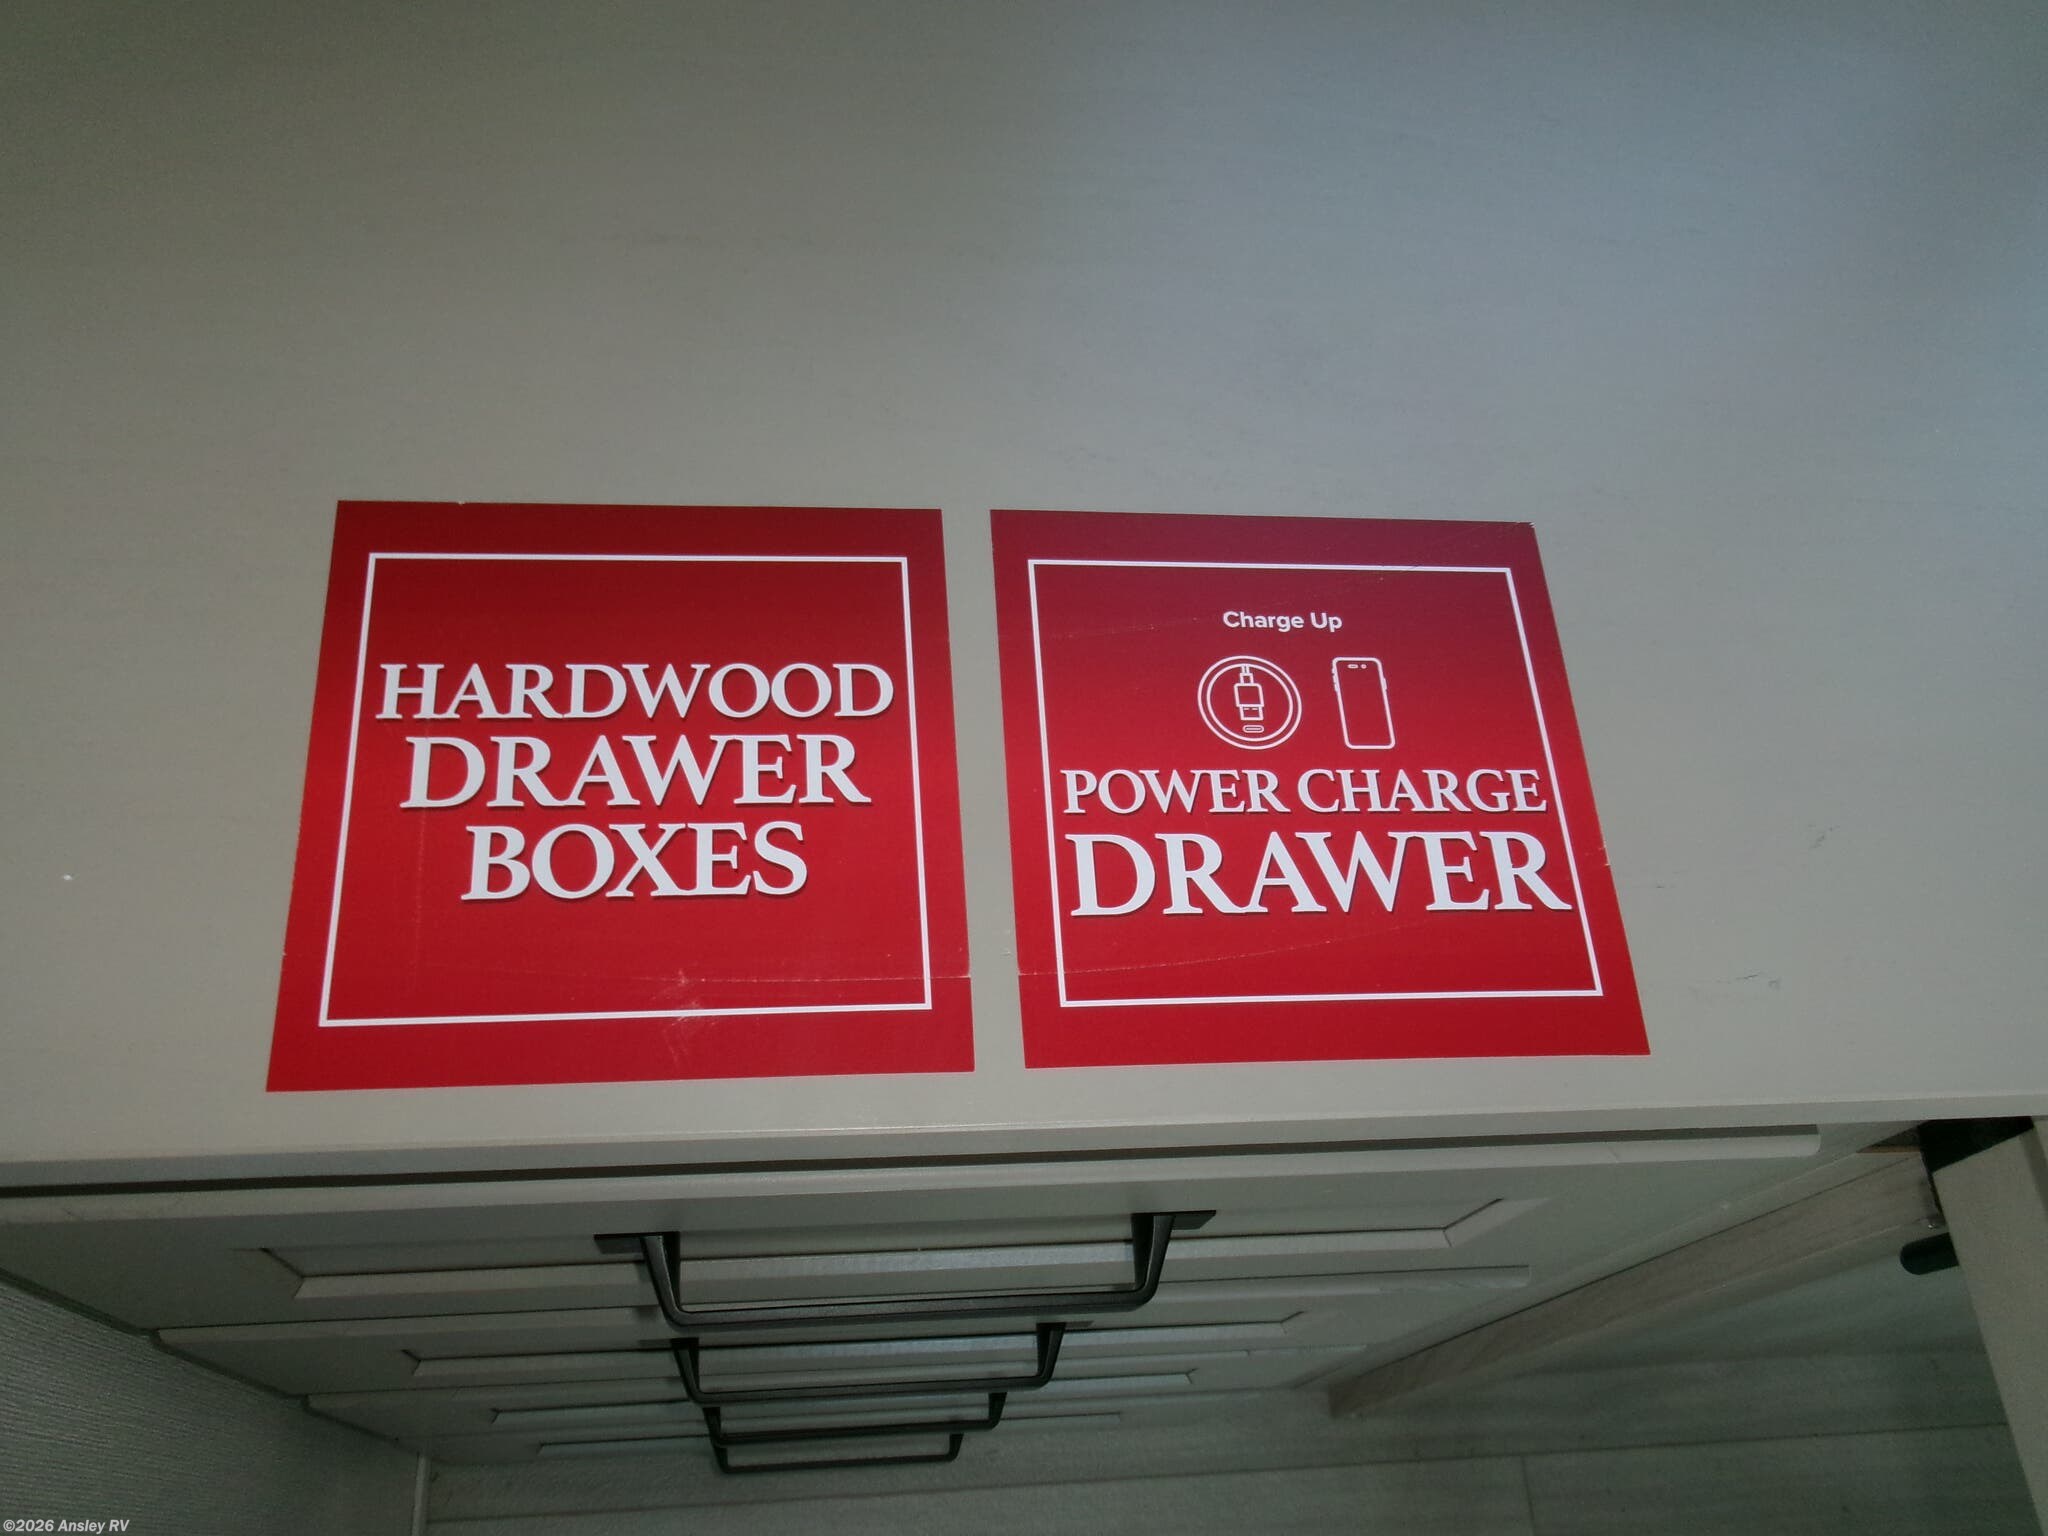 HARDWOOD
DRAWER
BOXES
Charge Up
POWER CHARGE
DRAWER
©2026 Ansley RV